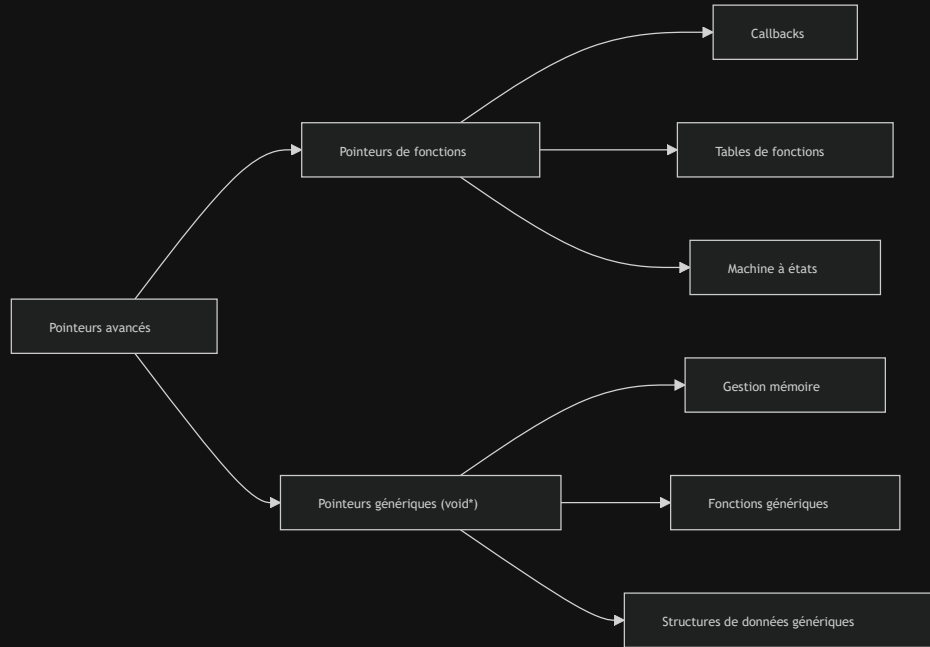 Callbacks
Pointeurs de fonctions
Tables de fonctions
Machine à états
Pointeurs avancés
Gestion mémoire
Pointeurs génériques (void*)
Fonctions génériques
Structures de données génériques